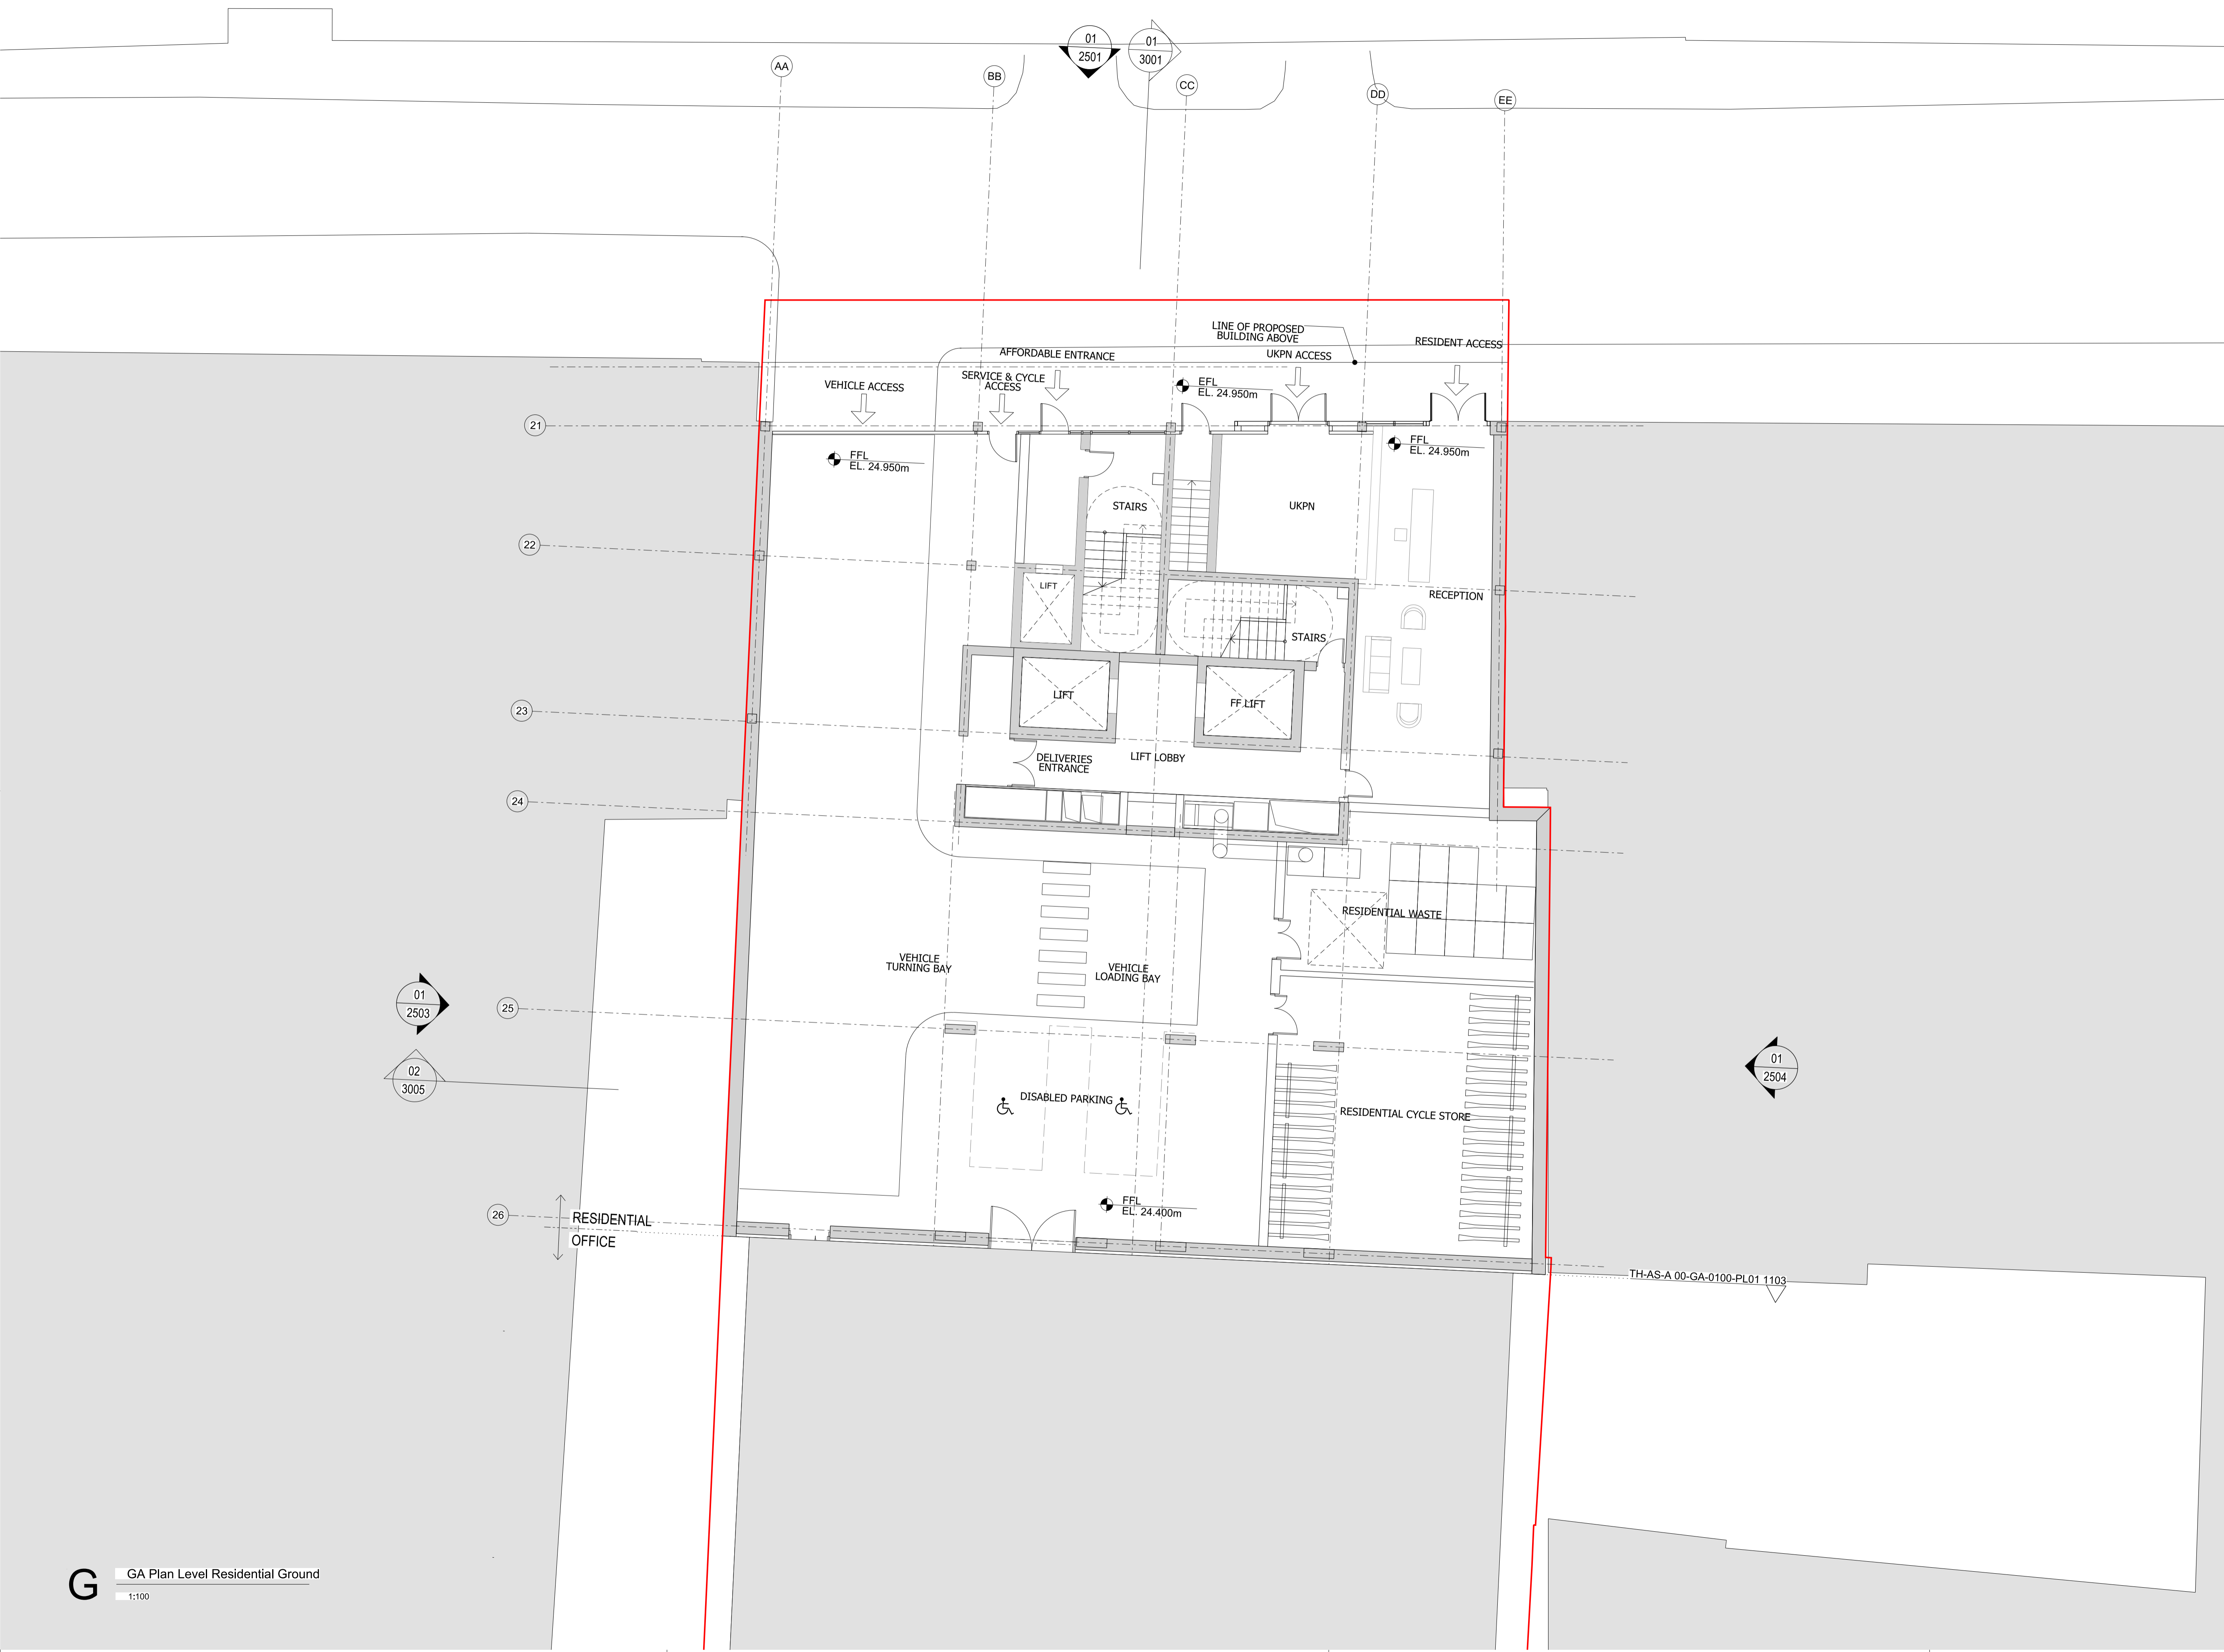 01
2501
01
3001
AA
BB
CC
DD
EE
LINE OF PROPOSED
BUILDING ABOVE
RESIDENT ACCESS
AFFORDABLE ENTRANCE
UKPN ACCESS
SERVICE & CYCLE
ACCESS
VEHICLE ACCESS
EFL
EL. 24.950m
21
FFL
EL. 24.950m
FFL
EL. 24.950m
STAIRS
UKPN
22
LIFT
RECEPTION
STAIRS
LIFT
FF LIFT
23
DELIVERIES
ENTRANCE
LIFT LOBBY
24
RESIDENTIAL WASTE
VEHICLE
TURNING BAY
VEHICLE
LOADING BAY
01
2503
25
02
3005
01
2504
DISABLED PARKING
RESIDENTIAL CYCLE STORE
FFL
EL. 24.400m
26
RESIDENTIAL
OFFICE
TH-AS-A 00-GA-0100-PL01 1103
G
GA Plan Level Residential Ground
1:100